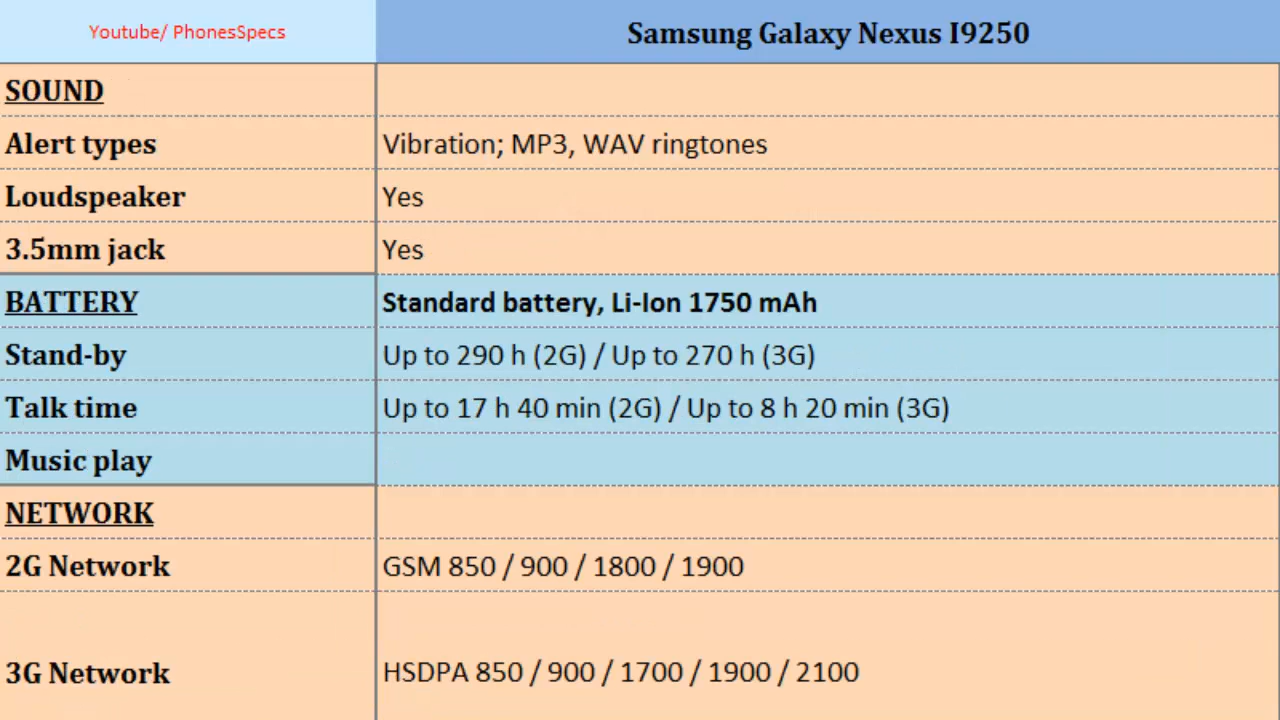 Youtube/ PhonesSpecs Samsung Galaxy Nexus I9250
SOUND
Alert types Vibration; MP3, WAV ringtones
Loudspeaker Yes
3.5mm jack Yes
BATTERY Standard battery, Li-Ion 1750 mAh
Stand-by Up to 290 h (2G) / Up to 270 h (3G)
Talk time Up to 17 h 40 min (2G) / Up to 8 h 20 min (3G)
Music play
NETWORK
2G Network GSM 850 / 900 / 1800 / 1900
3G Network HSDPA 850 / 900 / 1700 / 1900 / 2100